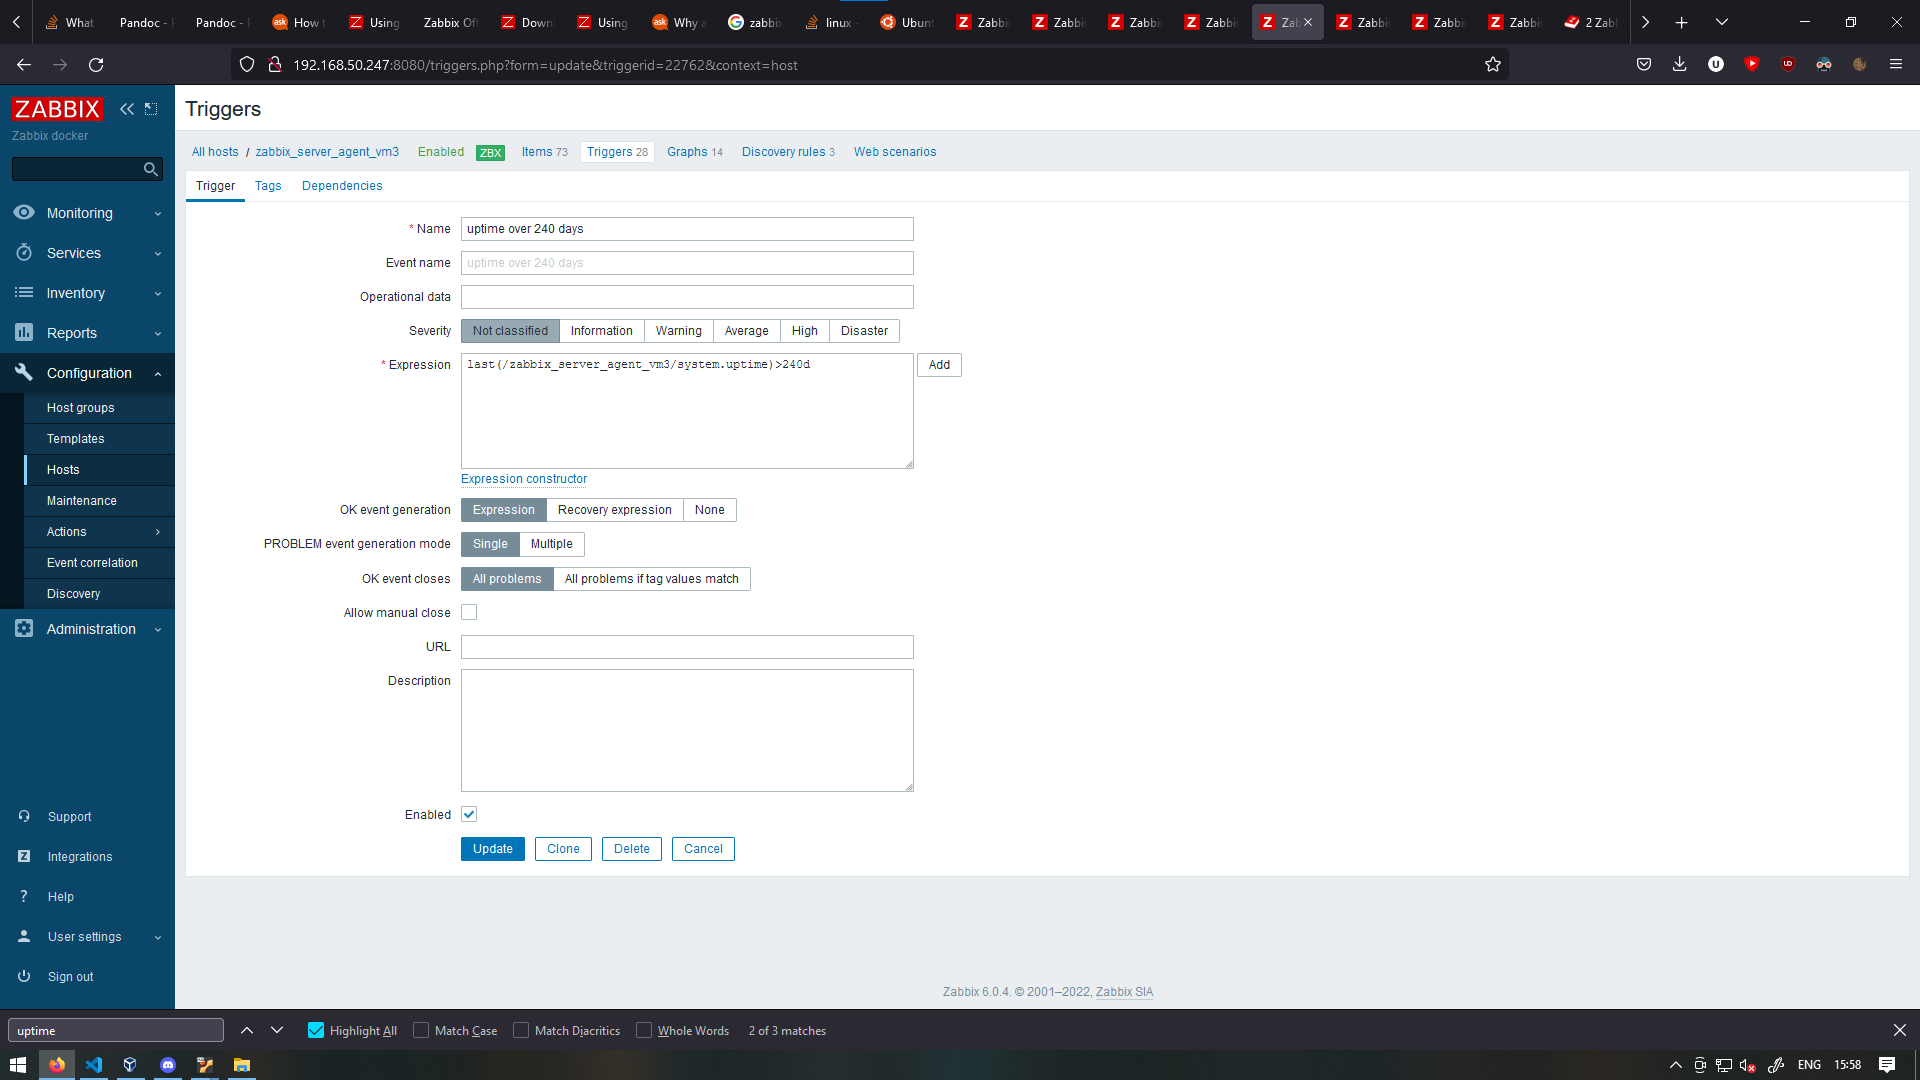 What
Pandoc -
Pandoc -
How t
Using
Zabbix Off
Down
Using
Why a
zabbi
linux -
Ubun
Zabbi
Zabbi
Zabbi
Zabbi
Zab
Zabbi
Zabbi
Zabbi
2 Zabb
192.168.50.247:8080/triggers.php?form=update&triggerid=22762&context=host
ZABBIX
Zabbix docker
Monitoring
Services
Inventory
Reports
Configuration
Host groups
Templates
Hosts
Maintenance
Actions
Event correlation
Discovery
Administration
Support
Integrations
Help
User settings
Sign out
Triggers
All hosts / zabbix_server_agent_vm3 Enabled ZBX Items 73 Triggers 28 Graphs 14 Discovery rules 3 Web scenarios
Trigger Tags Dependencies
* Name uptime over 240 days
Event name uptime over 240 days
Operational data
Severity Not classified Information Warning Average High Disaster
* Expression last(/zabbix_server_agent_vm3/system.uptime)>240d Add
Expression constructor
OK event generation Expression Recovery expression None
PROBLEM event generation mode Single Multiple
OK event closes All problems All problems if tag values match
Allow manual close
URL
Description
Enabled
Update Clone Delete Cancel
Zabbix 6.0.4. © 2001–2022, Zabbix SIA
uptime Highlight All Match Case Match Diacritics Whole Words 2 of 3 matches
ENG 15:58